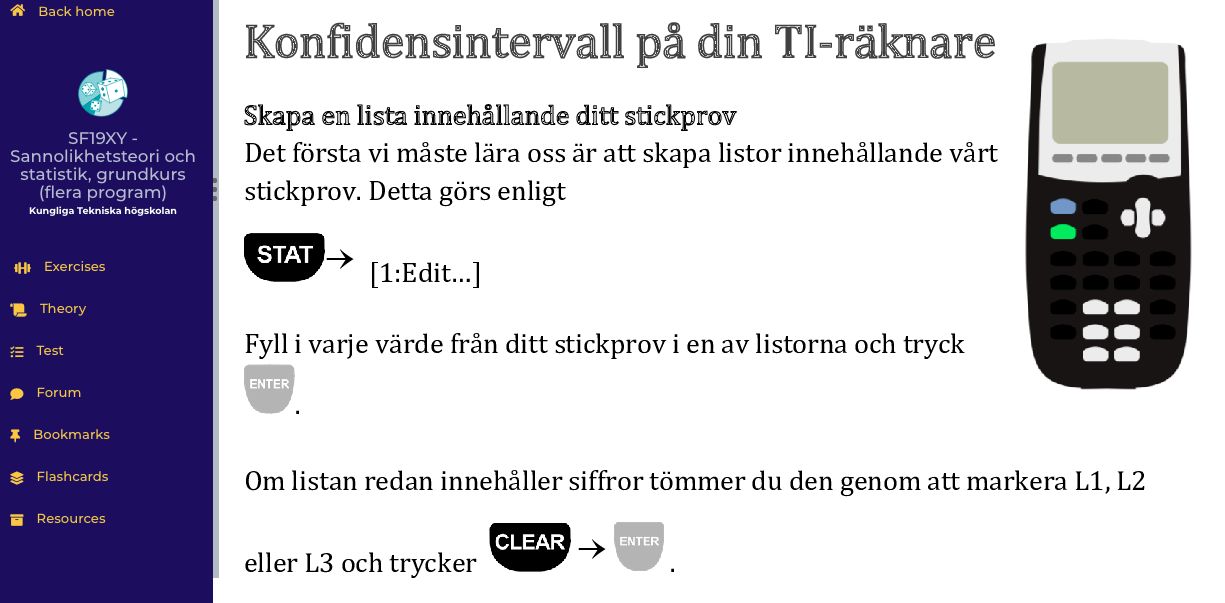 Back home
SF19XY -
Sannolikhetsteori och
statistik, grundkurs
(flera program)
Kungliga Tekniska högskolan
Exercises
Theory
Test
Forum
Bookmarks
Flashcards
Resources
Konfidensintervall på din TI-räknare
Skapa en lista innehållande ditt stickprov
Det första vi måste lära oss är att skapa listor innehållande vårt
stickprov. Detta görs enligt
STAT → [1:Edit...]
Fyll i varje värde från ditt stickprov i en av listorna och tryck
ENTER .
Om listan redan innehåller siffror tömmer du den genom att markera L1, L2
eller L3 och trycker CLEAR → ENTER .